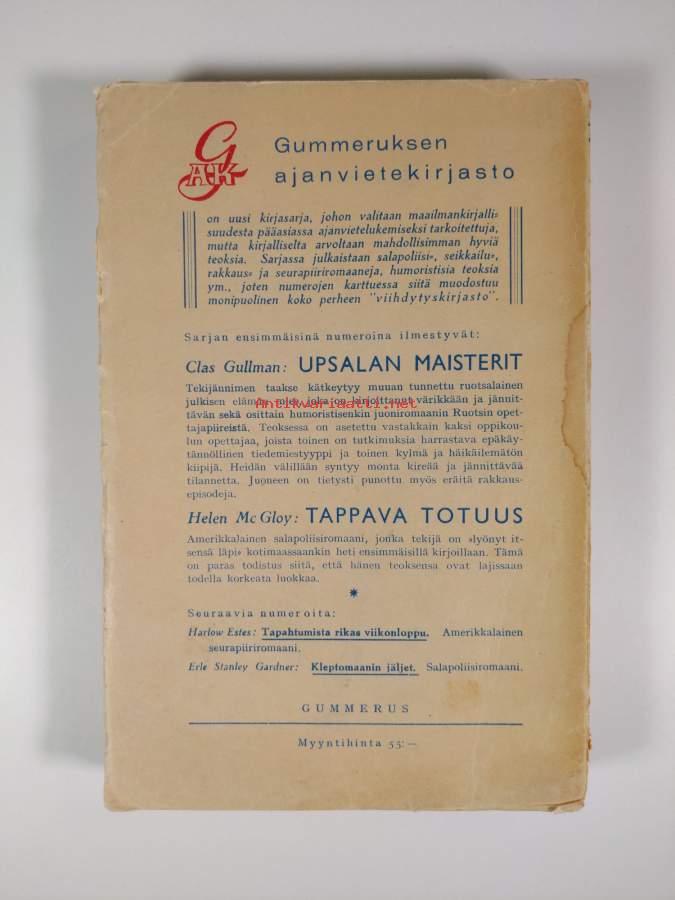 G
AK
Gummeruksen
ajanvietekirjasto
on uusi kirjasarja, johon valitaan maailmankirjalli-
suudesta pääasiassa ajanvietelukemiseksi tarkoitettuja,
mutta kirjalliselta arvoltaan mahdollisimman hyviä
teoksia. Sarjassa julkaistaan salapoliisi-, seikkailu-,
rakkaus- ja seurapiiriromaaneja, humoristisia teoksia
ym., joten numerojen karttuessa siitä muodostuu
monipuolinen koko perheen "viihdytyskirjasto".
Sarjan ensimmäisinä numeroina ilmestyvät:
Clas Gullman: UPSALAN MAISTERIT
Tekijännimen taakse kätkeytyy muuan tunnettu ruotsalainen
julkisen elämän mies, joka on kirjoittanut värikkään ja jännit-
Antikvariaatti.net
tävän sekä osittain humoristisenkin juoniromaanin Ruotsin opet-
tajapiireistä. Teoksessa on asetettu vastakkain kaksi oppikou-
lun opettajaa, joista toinen on tutkimuksia harrastava epäkäy-
tännöllinen tiedemiestyyppi ja toinen kylmä ja häikäilemätön
kiipijä. Heidän välillään syntyy monta kireää ja jännittävää
tilannetta. Juoneen on tietysti punottu myös eräitä rakkaus-
episodeja.
Helen Mc Gloy: TAPPAVA TOTUUS
Amerikkalainen salapoliisiromaani, jonka tekijä on »lyönyt it-
sensä läpi» kotimaassaankin heti ensimmäisillä kirjoillaan. Tämä
on paras todistus siitä, että hänen teoksensa ovat lajissaan
todella korkeata luokkaa.
*
Seuraavia numeroita:
Harlow Estes: Tapahtumista rikas viikonloppu. Amerikkalainen
seurapiiriromaani.
Erle Stanley Gardner: Kleptomaanin jäljet. Salapoliisiromaani.
GUMMERUS
Myyntihinta 55:—